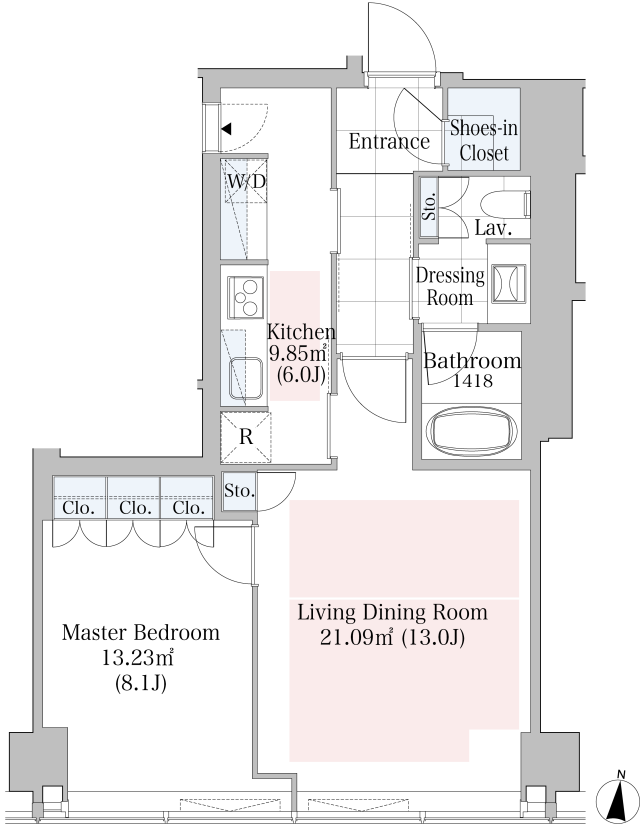 Entrance
Shoes-in
Closet
W/D
Sto.
Lav.
Dressing
Room
Kitchen
9.85㎡
(6.0J)
Bathroom
1418
R
Sto.
Clo.
Clo.
Clo.
Living Dining Room
21.09㎡ (13.0J)
Master Bedroom
13.23㎡
(8.1J)
N